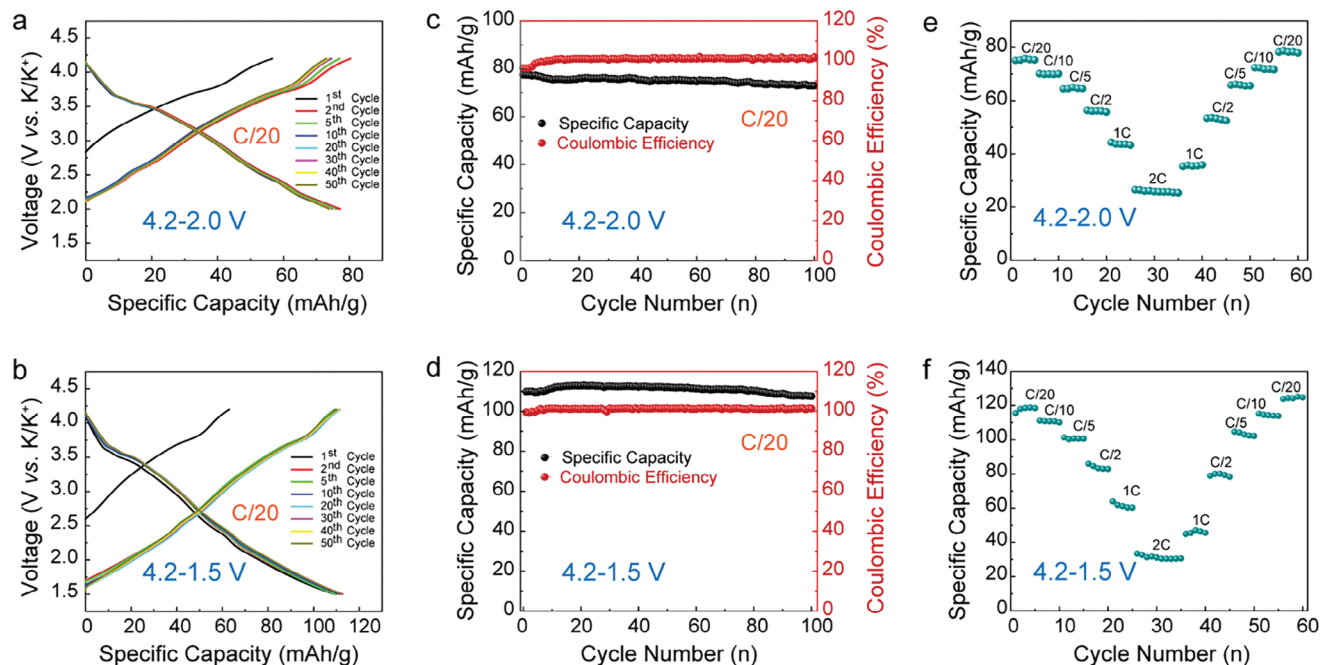 a
Voltage (V vs. K/K⁺)
4.5
4.0
3.5
3.0
2.5
2.0
1.5
1ˢᵗ Cycle
2ⁿᵈ Cycle
5ᵗʰ Cycle
10ᵗʰ Cycle
20ᵗʰ Cycle
30ᵗʰ Cycle
40ᵗʰ Cycle
50ᵗʰ Cycle
C/20
4.2-2.0 V
0 20 40 60 80
Specific Capacity (mAh/g)
c
Specific Capacity (mAh/g)
100
80
60
40
20
0
Specific Capacity
Coulombic Efficiency
C/20
4.2-2.0 V
120
100
80
60
40
20
0
Coulombic Efficiency (%)
0 20 40 60 80 100
Cycle Number (n)
e
Specific Capacity (mAh/g)
100
80
60
40
20
0
C/20
C/10
C/5
C/2
1C
2C
1C
C/2
C/5
C/10
C/20
4.2-2.0 V
0 10 20 30 40 50 60
Cycle Number (n)
b
Voltage (V vs. K/K⁺)
4.5
4.0
3.5
3.0
2.5
2.0
1.5
1ˢᵗ Cycle
2ⁿᵈ Cycle
5ᵗʰ Cycle
10ᵗʰ Cycle
20ᵗʰ Cycle
30ᵗʰ Cycle
40ᵗʰ Cycle
50ᵗʰ Cycle
C/20
4.2-1.5 V
0 20 40 60 80 100 120
Specific Capacity (mAh/g)
d
Specific Capacity (mAh/g)
120
100
80
60
40
20
0
Specific Capacity
Coulombic Efficiency
C/20
4.2-1.5 V
120
100
80
60
40
20
0
Coulombic Efficiency (%)
0 20 40 60 80 100
Cycle Number (n)
f
Specific Capacity (mAh/g)
140
120
100
80
60
40
20
0
C/20
C/10
C/5
C/2
1C
2C
1C
C/2
C/5
C/10
C/20
4.2-1.5 V
0 10 20 30 40 50 60
Cycle Number (n)